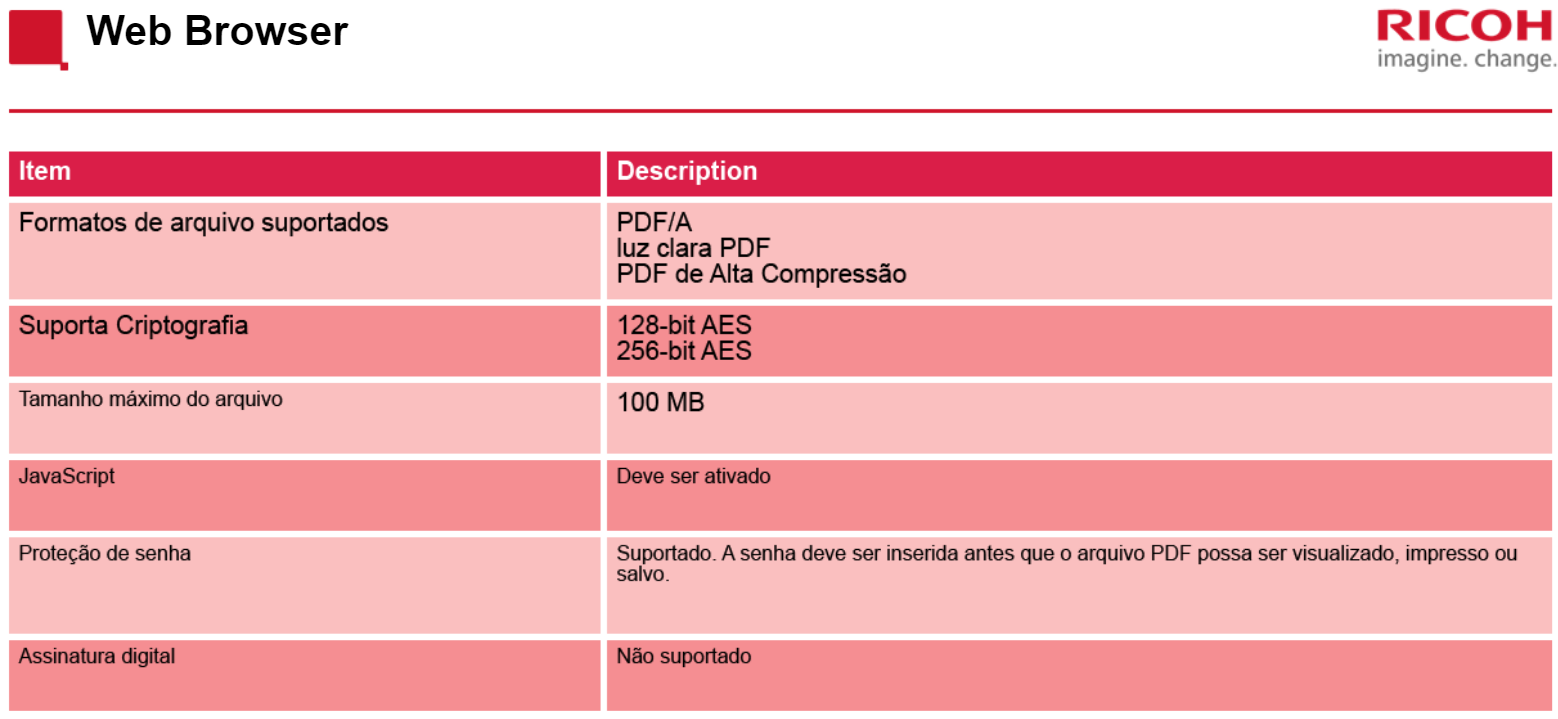 Web Browser
RICOH
imagine. change.
Item
Description
Formatos de arquivo suportados
PDF/A
luz clara PDF
PDF de Alta Compressão
Suporta Criptografia
128-bit AES
256-bit AES
Tamanho máximo do arquivo
100 MB
JavaScript
Deve ser ativado
Proteção de senha
Suportado. A senha deve ser inserida antes que o arquivo PDF possa ser visualizado, impresso ou
salvo.
Assinatura digital
Não suportado